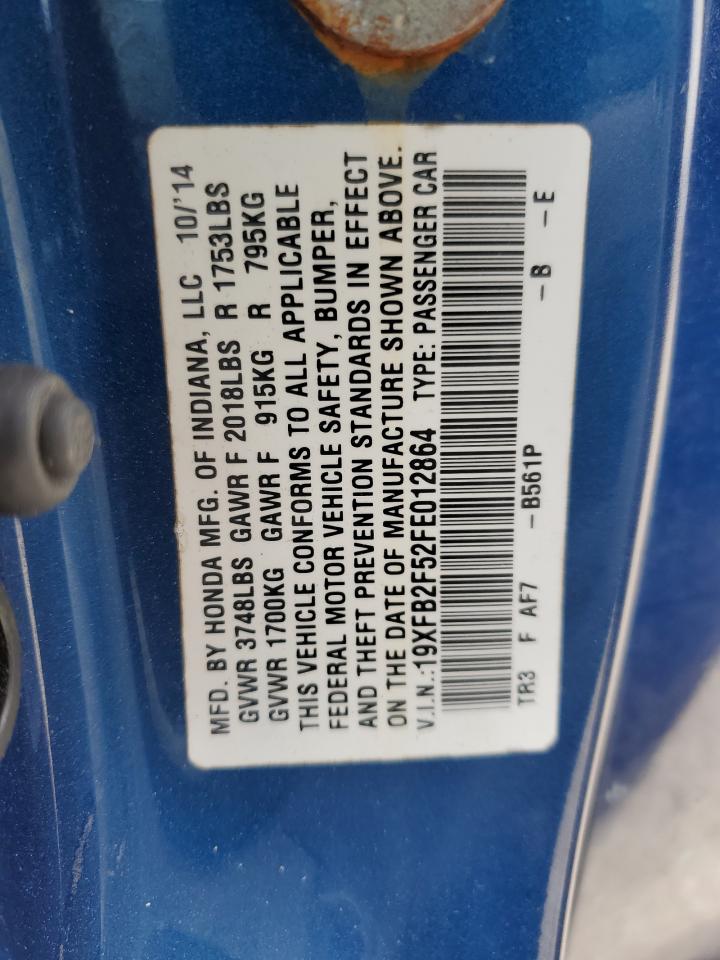 MFD. BY HONDA MFG. OF INDIANA, LLC 10/'14
GVWR 3748LBS GAWR F 2018LBS R 1753LBS
GVWR 1700KG GAWR F 915KG R 795KG
THIS VEHICLE CONFORMS TO ALL APPLICABLE
FEDERAL MOTOR VEHICLE SAFETY, BUMPER,
AND THEFT PREVENTION STANDARDS IN EFFECT
ON THE DATE OF MANUFACTURE SHOWN ABOVE.
V.I.N.:19XFB2F52FE012864 TYPE: PASSENGER CAR
TR3 F AF7 -B561P -B -E